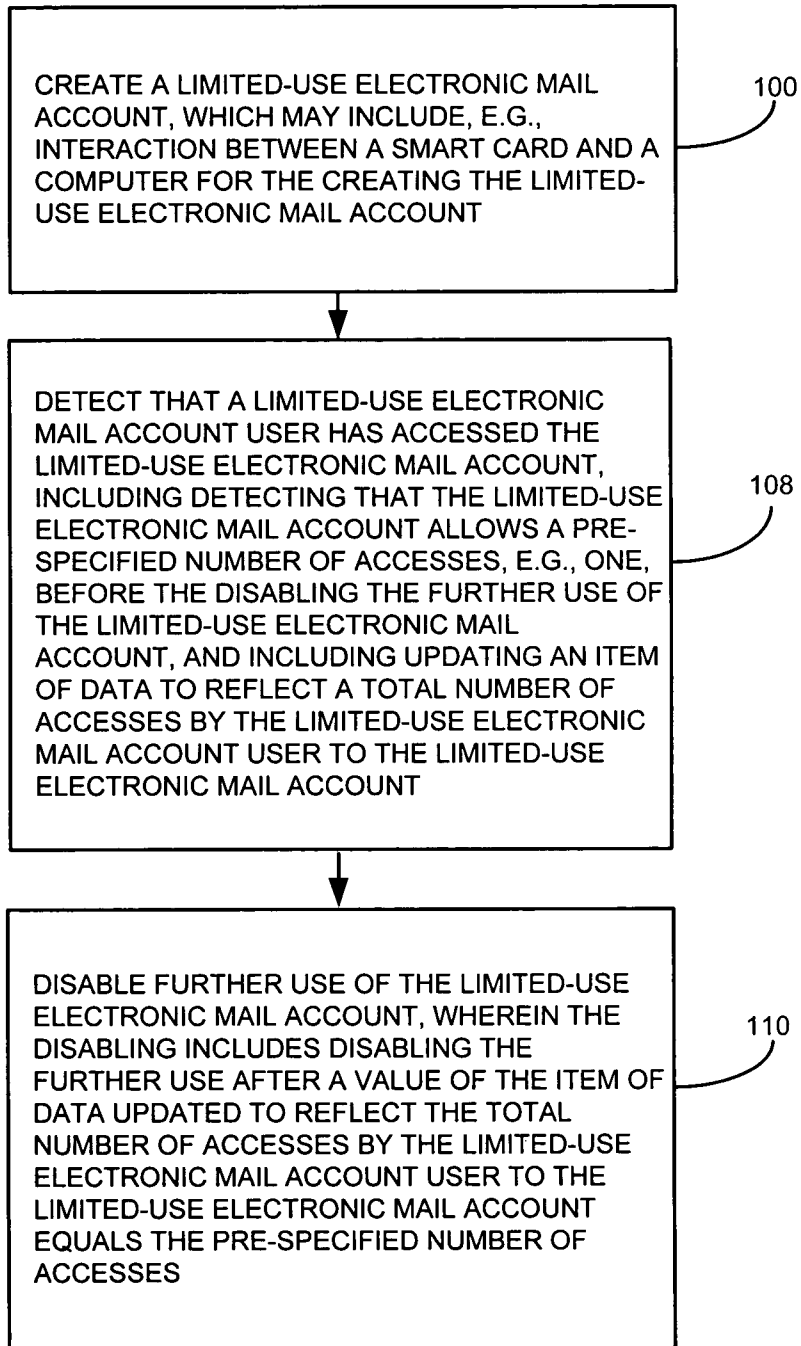 CREATE A LIMITED-USE ELECTRONIC MAIL
ACCOUNT, WHICH MAY INCLUDE, E.G.,
INTERACTION BETWEEN A SMART CARD AND A
COMPUTER FOR THE CREATING THE LIMITED-
USE ELECTRONIC MAIL ACCOUNT
100
DETECT THAT A LIMITED-USE ELECTRONIC
MAIL ACCOUNT USER HAS ACCESSED THE
LIMITED-USE ELECTRONIC MAIL ACCOUNT,
INCLUDING DETECTING THAT THE LIMITED-USE
ELECTRONIC MAIL ACCOUNT ALLOWS A PRE-
SPECIFIED NUMBER OF ACCESSES, E.G., ONE,
BEFORE THE DISABLING THE FURTHER USE OF
THE LIMITED-USE ELECTRONIC MAIL
ACCOUNT, AND INCLUDING UPDATING AN ITEM
OF DATA TO REFLECT A TOTAL NUMBER OF
ACCESSES BY THE LIMITED-USE ELECTRONIC
MAIL ACCOUNT USER TO THE LIMITED-USE
ELECTRONIC MAIL ACCOUNT
108
DISABLE FURTHER USE OF THE LIMITED-USE
ELECTRONIC MAIL ACCOUNT, WHEREIN THE
DISABLING INCLUDES DISABLING THE
FURTHER USE AFTER A VALUE OF THE ITEM OF
DATA UPDATED TO REFLECT THE TOTAL
NUMBER OF ACCESSES BY THE LIMITED-USE
ELECTRONIC MAIL ACCOUNT USER TO THE
LIMITED-USE ELECTRONIC MAIL ACCOUNT
EQUALS THE PRE-SPECIFIED NUMBER OF
ACCESSES
110